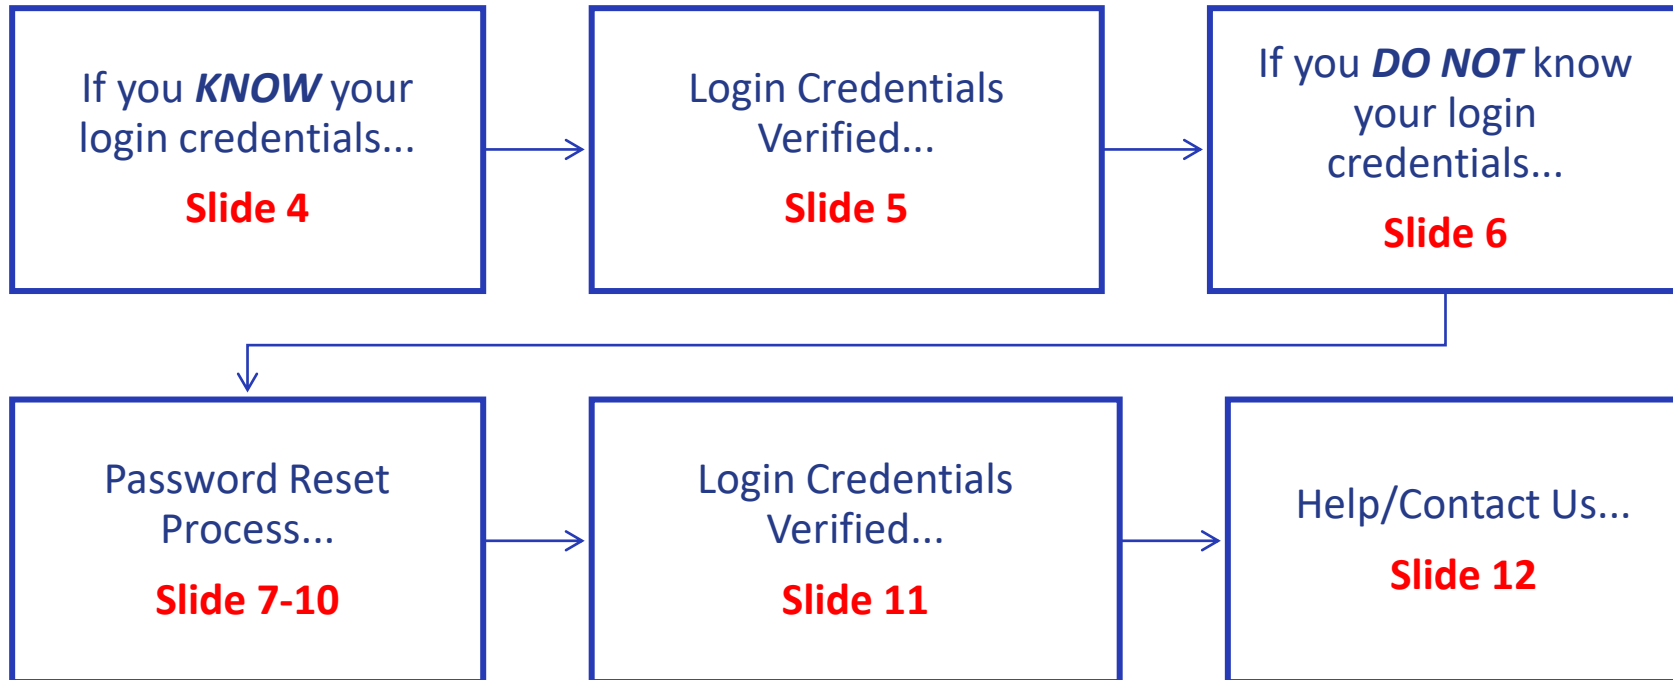 If you KNOW your
login credentials...
Slide 4
Login Credentials
Verified...
Slide 5
If you DO NOT know
your login
credentials...
Slide 6
Password Reset
Process...
Slide 7-10
Login Credentials
Verified...
Slide 11
Help/Contact Us...
Slide 12